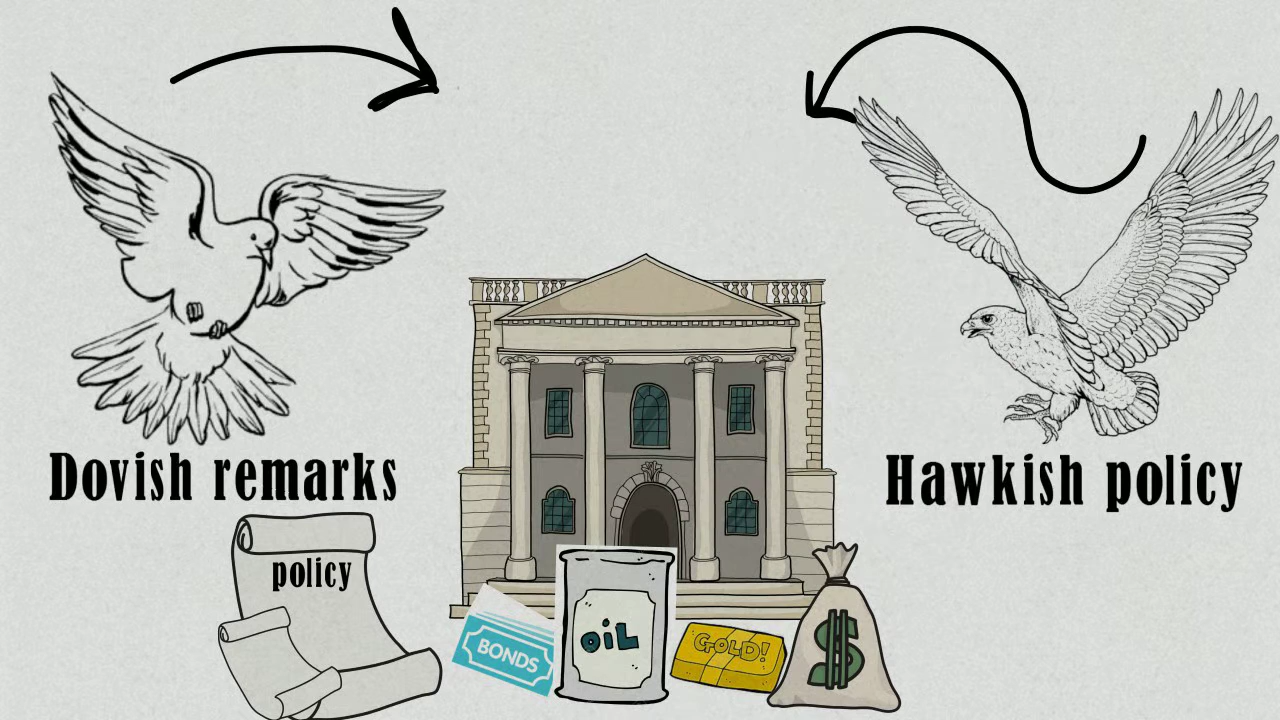 Dovish remarks
Hawkish policy
policy
BONDS
OiL
GOLD!
$